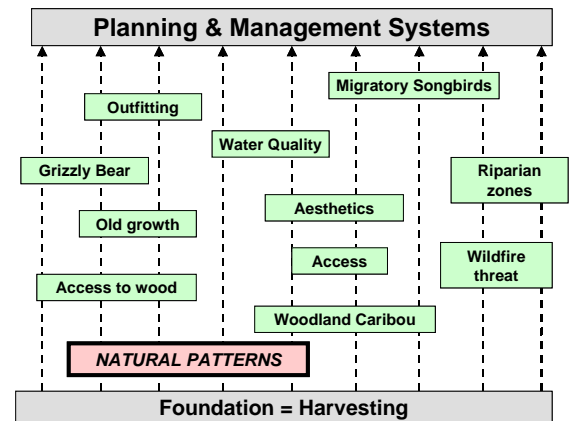 Planning & Management Systems
Migratory Songbirds
Outfitting
Water Quality
Grizzly Bear
Riparian
zones
Aesthetics
Old growth
Access
Wildfire
threat
Access to wood
Woodland Caribou
NATURAL PATTERNS
Foundation = Harvesting